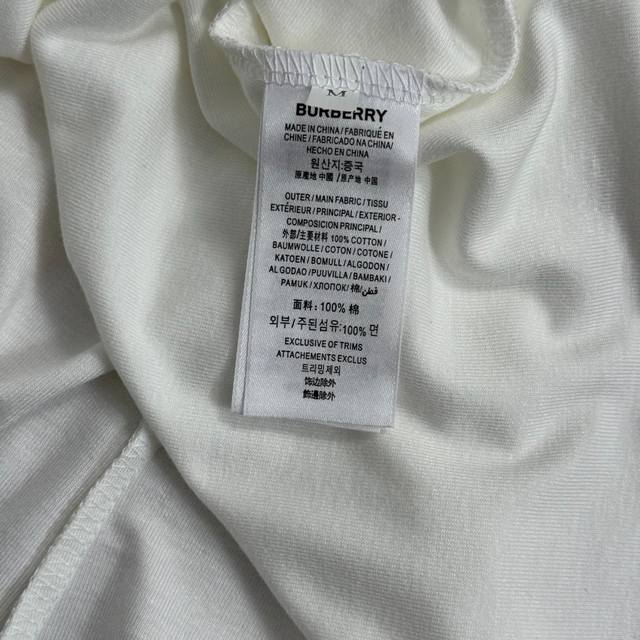 M
BURBERRY
MADE IN CHINA / FABRIQUÉ EN
CHINE / FABRICADO NA CHINA/
HECHO EN CHINA
원산지:중국
原產地 中國 /原产地 中国
OUTER / MAIN FABRIC / TISSU
EXTÉRIEUR / PRINCIPAL / EXTERIOR -
COMPOSICION PRINCIPAL /
外部/主要材料 100% COTTON /
BAUMWOLLE / COTON / COTONE /
KATOEN / BOMULL / ALGODON /
ALGODAO / PUUVILLA / BAMBAKI /
PAMUK / ХЛОПОК/ 棉/قطن
面料: 100% 棉
외부 / 주된섬유: 100% 면
EXCLUSIVE OF TRIMS
ATTACHEMENTS EXCLUS
트리밍제외
饰边除外
飾邊除外